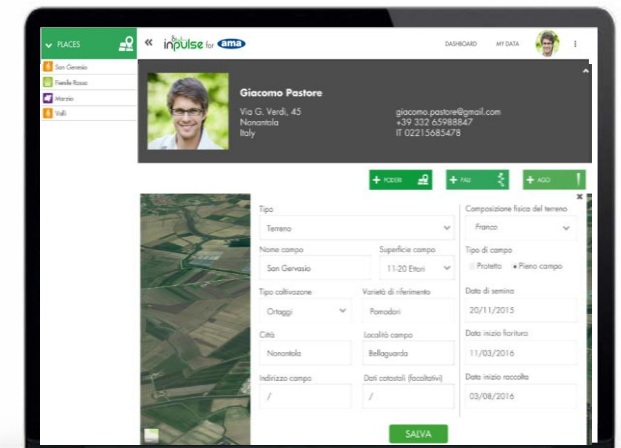 PLACES
inpulse for ama
DASHBOARD
MY DATA
San Genesio
Fienile Rosso
Marzio
Valli
Giacomo Pastore
Via G. Verdi, 45
Nonantola
Italy
giacomo.pastore@gmail.com
+39 332 65988847
IT 02215685478
+ PODERI
+ PALI
+ AGO
Tipo
Terreno
Composizione fisica del terreno
Franco
Nome campo
San Gervasio
Superficie campo
11-20 Ettari
Tipo di campo
Protetto
Pieno campo
Tipo coltivazone
Ortaggi
Varietà di riferimento
Pomodori
Data di semina
20/11/2015
Città
Nonantola
Località campo
Bellaguarda
Data inizio fioritura
11/03/2016
Indirizzo campo
/
Dati catastali (facoltativi)
/
Data inizio raccolta
03/08/2016
SALVA